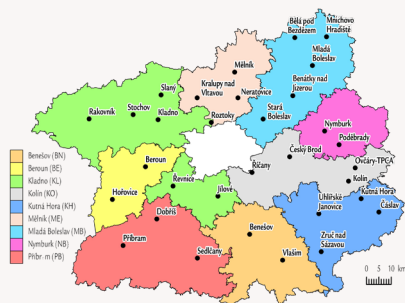 Bělá pod
Bezdězem
Mnichovo
Hradiště
Mladá
Boleslav
Mělník
Benátky nad
Jizerou
Slaný
Kralupy nad
Vltavou
Neratovice
Stará
Boleslav
Rakovník
Stochov
Kladno
Roztoky
Nymburk
Poděbrady
Český Brod
Ovčáry-TPCA
Kolín
Říčany
Beroun
Řevnice
Jílové
Hořovice
Dobříš
Uhlířské
Janovice
Kutná Hora
Čáslav
Příbram
Sedlčany
Benešov
Vlašim
Zruč nad
Sázavou
Benešov (BN)
Beroun (BE)
Kladno (KL)
Kolín (KO)
Kutná Hora (KH)
Mělník (ME)
Mladá Boleslav (MB)
Nymburk (NB)
Příbram (PB)
0 5 10 km